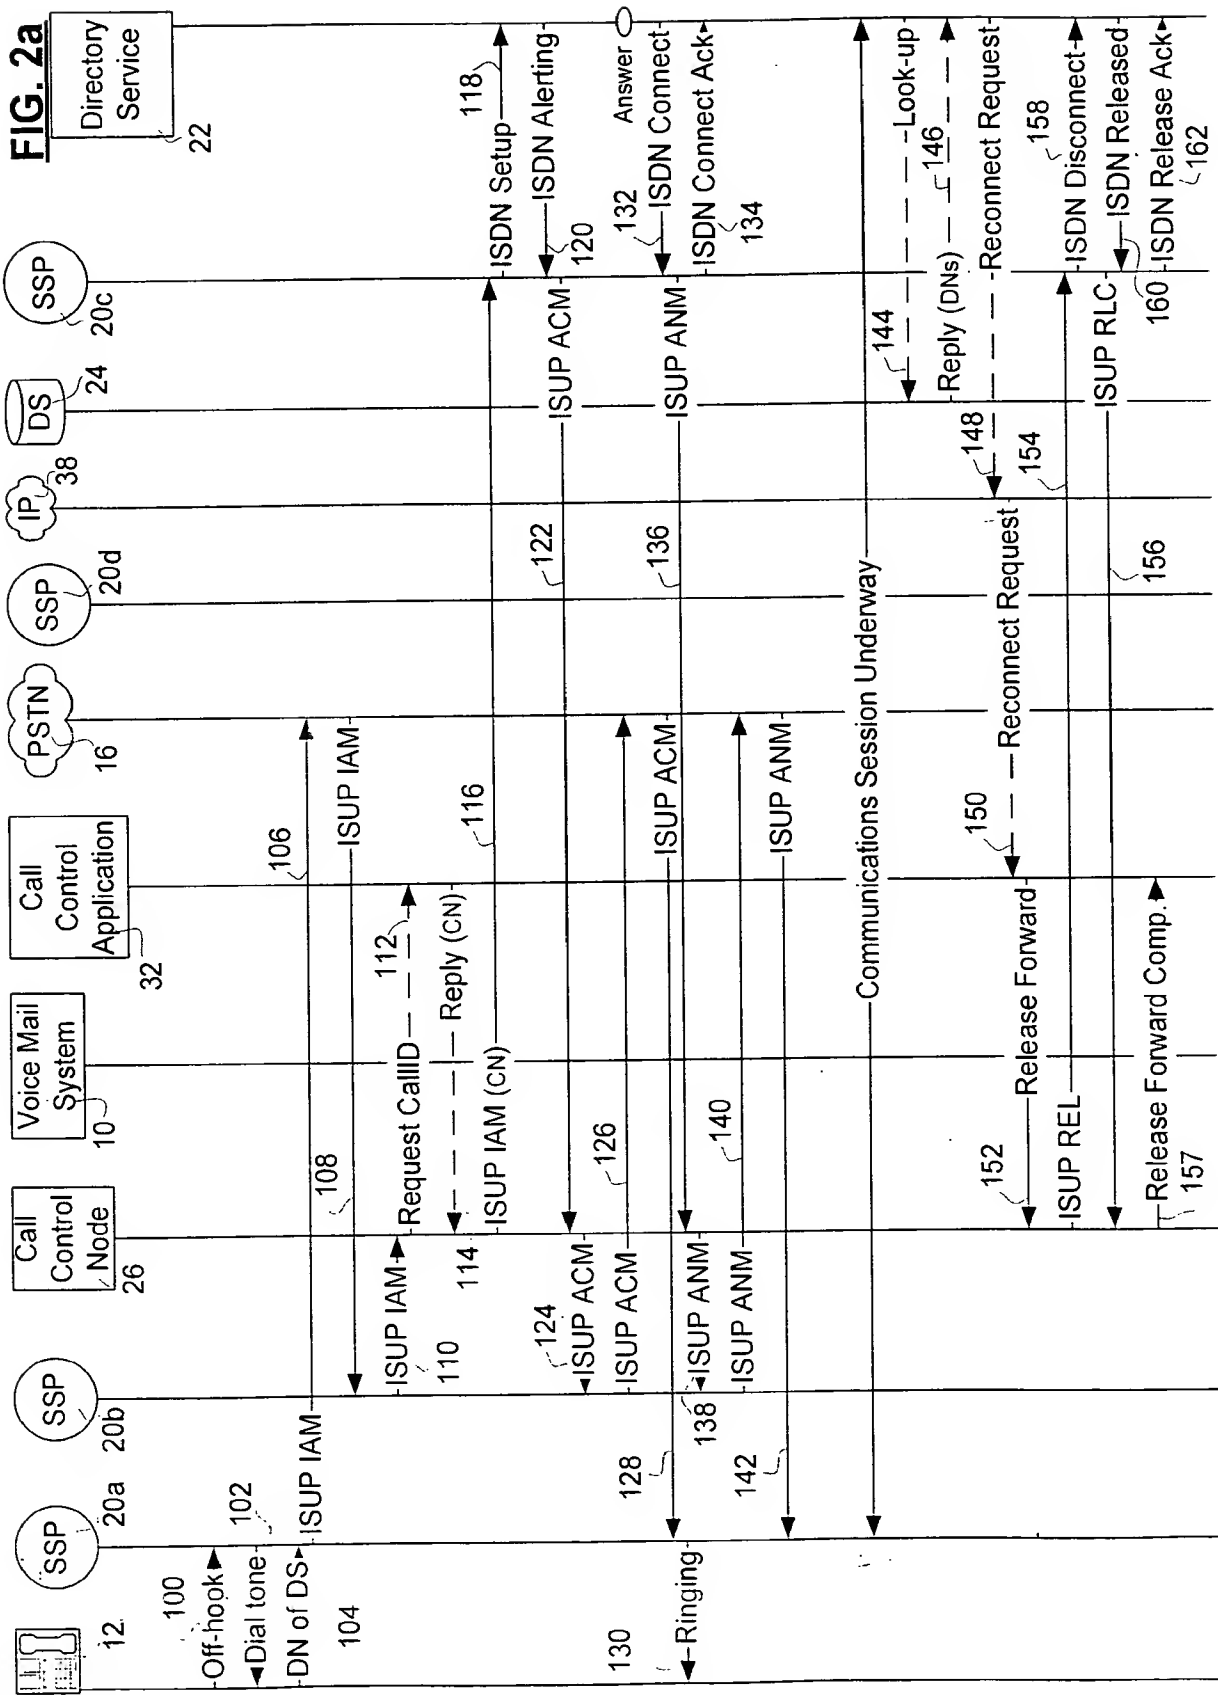 FIG. 2a
12
SSP
20a
SSP
20b
Call
Control
Node
26
Voice Mail
System
10
Call
Control
Application
32
PSTN
16
SSP
20d
IP
38
DS
24
SSP
20c
Directory
Service
22
100
Off-hook
Dial tone
102
DN of DS
104
ISUP IAM
106
ISUP IAM
108
ISUP IAM
110
Request CallID
112
Reply (CN)
114
ISUP IAM (CN)
116
ISDN Setup
118
ISDN Alerting
120
ISUP ACM
122
ISUP ACM
124
ISUP ACM
126
ISUP ACM
128
Ringing
130
Answer
ISDN Connect
132
ISDN Connect Ack
134
ISUP ANM
136
ISUP ANM
138
ISUP ANM
140
ISUP ANM
142
Communications Session Underway
Look-up
144
Reply (DNs)
146
Reconnect Request
148
Reconnect Request
150
Release Forward
152
ISUP REL
154
ISDN Disconnect
158
ISUP RLC
156
ISDN Released
160
ISDN Release Ack
162
Release Forward Comp.
157